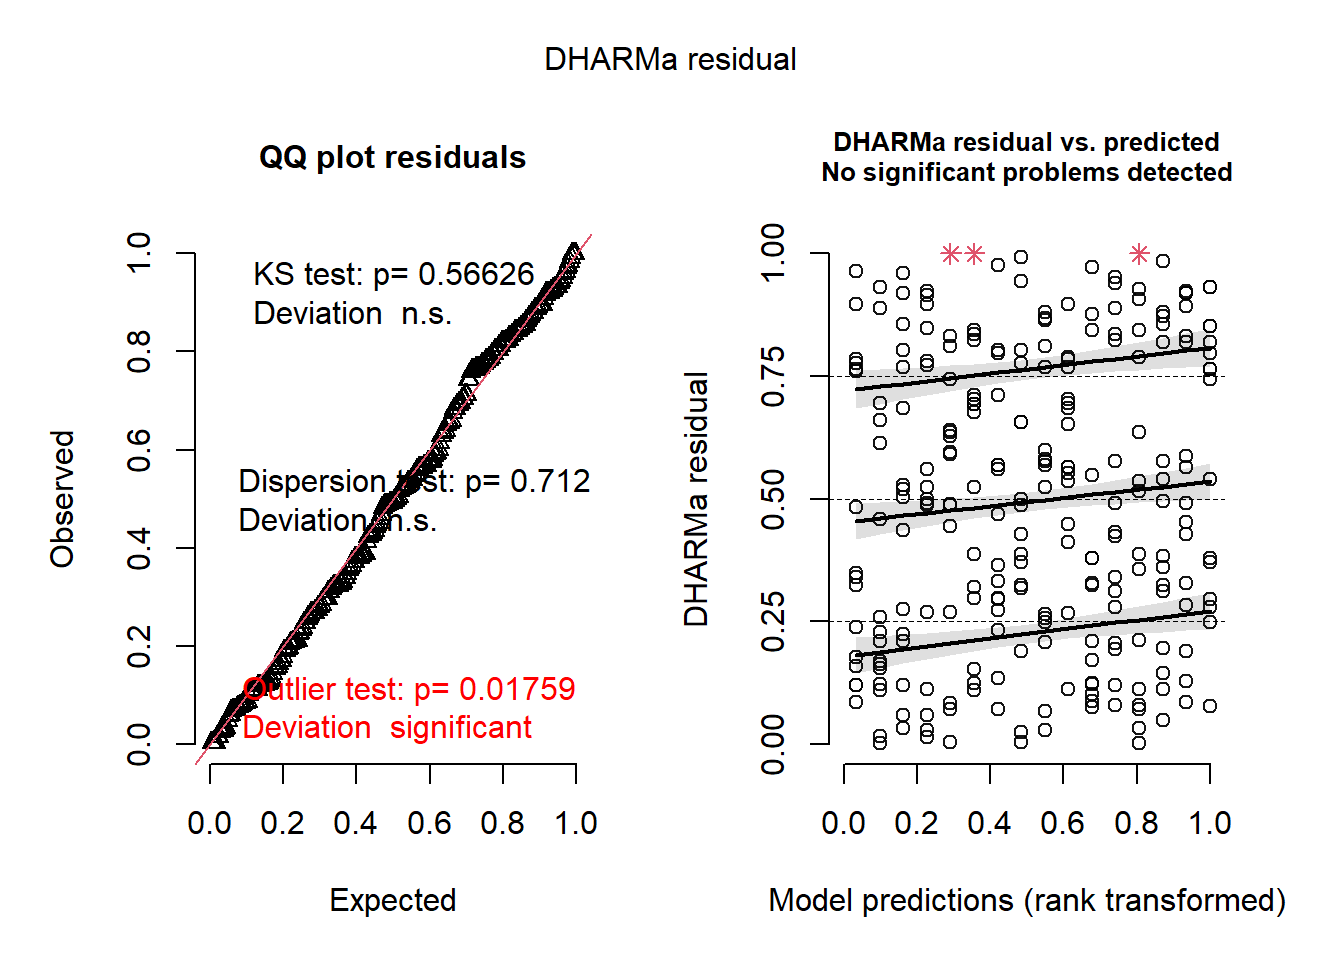 DHARMa residual
QQ plot residuals
KS test: p= 0.56626
Deviation  n.s.
Dispersion test: p= 0.712
Deviation  n.s.
Outlier test: p= 0.01759
Deviation  significant
Observed
0.0
0.2
0.4
0.6
0.8
1.0
0.0 0.2 0.4 0.6 0.8 1.0
Expected
DHARMa residual vs. predicted
No significant problems detected
DHARMa residual
0.00
0.25
0.50
0.75
1.00
0.0 0.2 0.4 0.6 0.8 1.0
Model predictions (rank transformed)